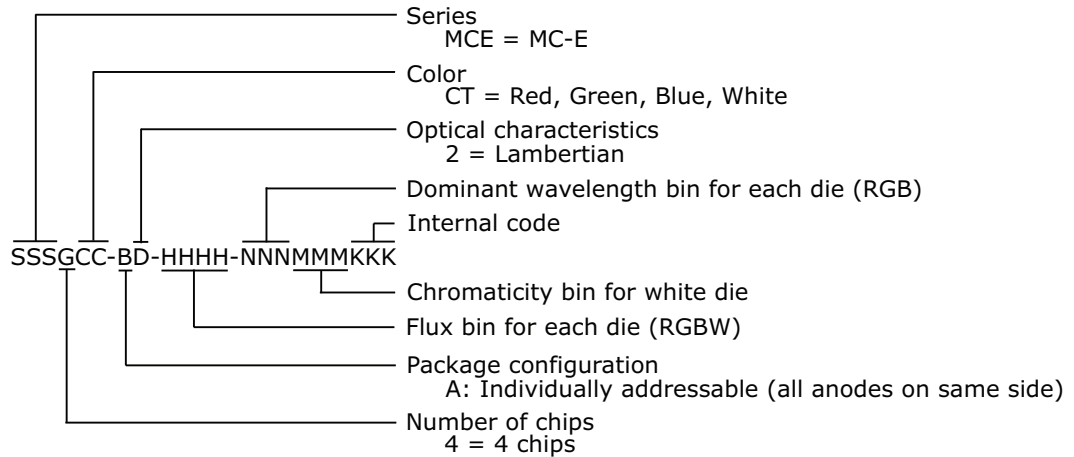 Series
MCE = MC-E
Color
CT = Red, Green, Blue, White
Optical characteristics
2 = Lambertian
Dominant wavelength bin for each die (RGB)
Internal code
SSSGCC-BD-HHHH-NNNMMMKKK
Chromaticity bin for white die
Flux bin for each die (RGBW)
Package configuration
A: Individually addressable (all anodes on same side)
Number of chips
4 = 4 chips